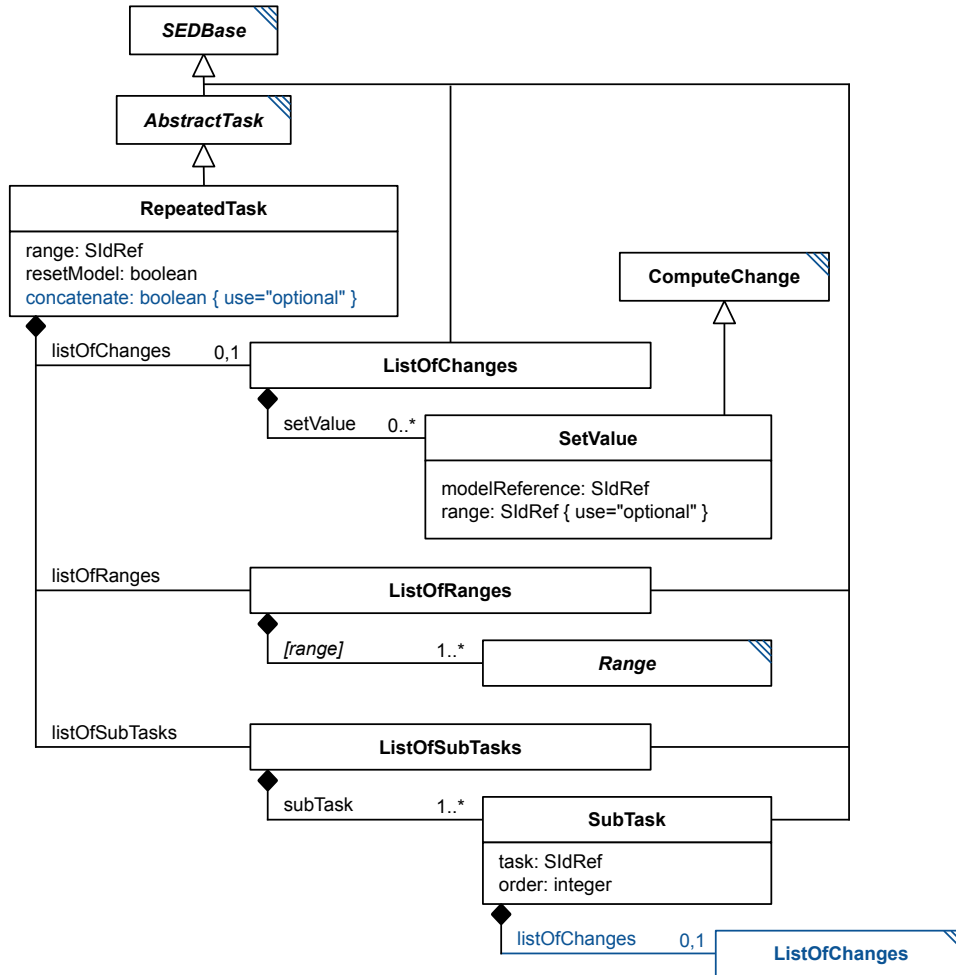 SEDBase
AbstractTask
RepeatedTask
range: SIdRef
resetModel: boolean
concatenate: boolean { use="optional" }
ComputeChange
listOfChanges 0,1
ListOfChanges
setValue 0..*
SetValue
modelReference: SIdRef
range: SIdRef { use="optional" }
listOfRanges
ListOfRanges
[range] 1..*
Range
listOfSubTasks
ListOfSubTasks
subTask 1..*
SubTask
task: SIdRef
order: integer
listOfChanges 0,1
ListOfChanges